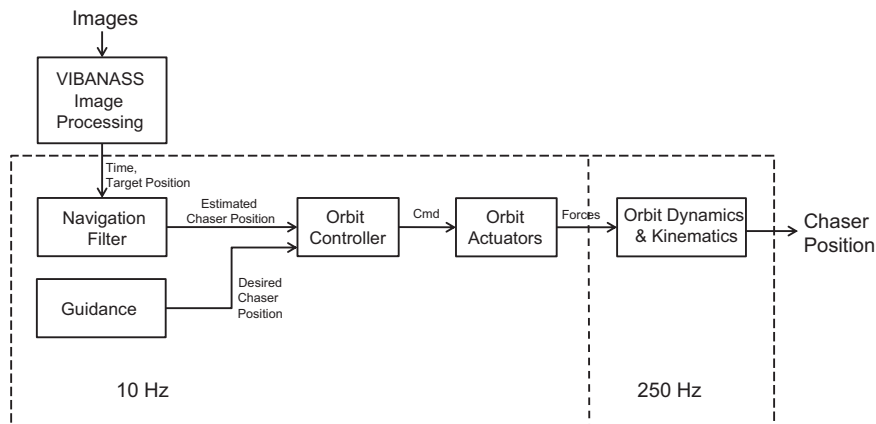 Images
VIBANASS
Image
Processing
Time,
Target Position
Navigation
Filter
Estimated
Chaser Position
Orbit
Controller
Cmd
Orbit
Actuators
Forces
Orbit Dynamics
& Kinematics
Chaser
Position
Guidance
Desired
Chaser
Position
10 Hz
250 Hz